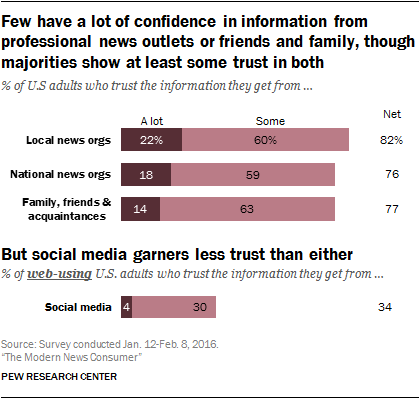 Few have a lot of confidence in information from
professional news outlets or friends and family, though
majorities show at least some trust in both
% of U.S adults who trust the information they get from ...
A lot Some Net
Local news orgs 22% 60% 82%
National news orgs 18 59 76
Family, friends &
acquaintances 14 63 77
But social media garners less trust than either
% of web-using U.S. adults who trust the information they get from ...
Social media 4 30 34
Source: Survey conducted Jan. 12-Feb. 8, 2016.
"The Modern News Consumer"
PEW RESEARCH CENTER